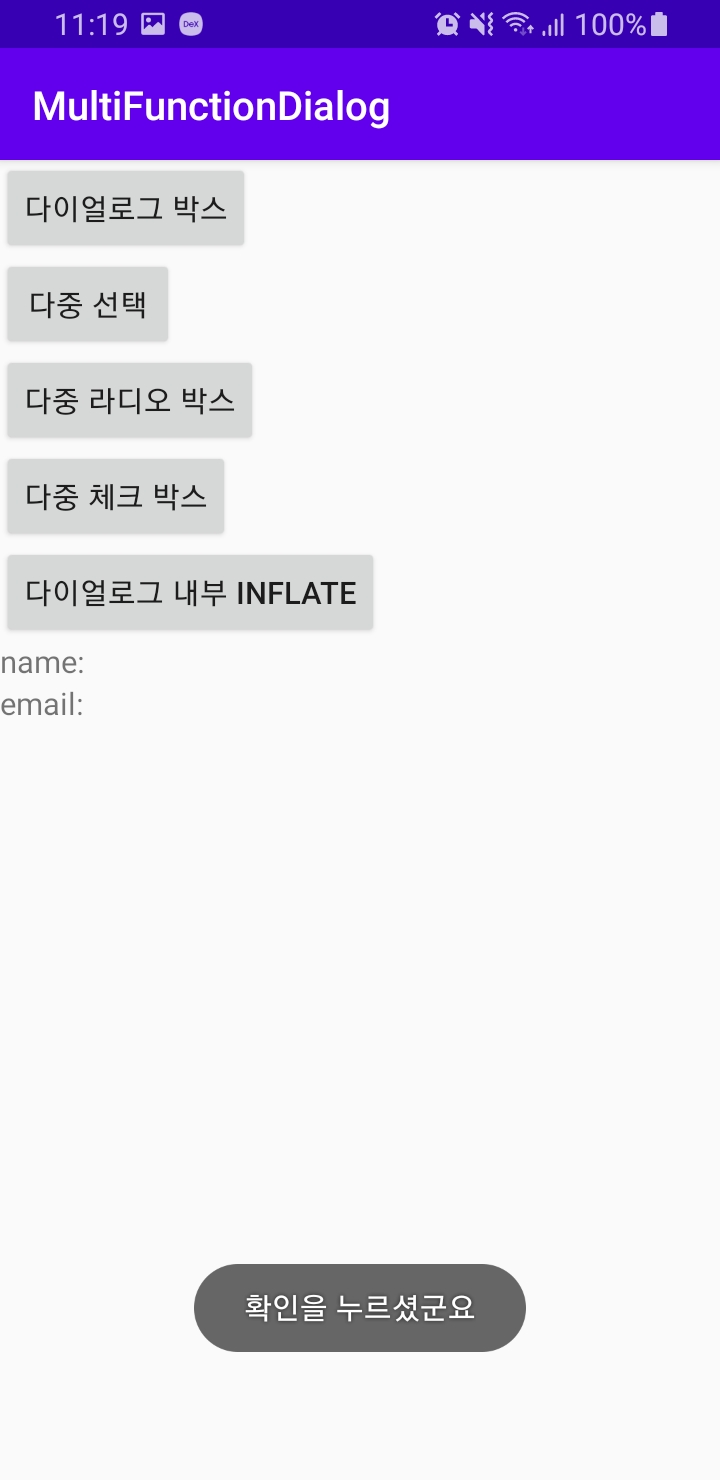 11:19 DeX 100%
MultiFunctionDialog
다이얼로그 박스
다중 선택
다중 라디오 박스
다중 체크 박스
다이얼로그 내부 INFLATE
name:
email:
확인을 누르셨군요